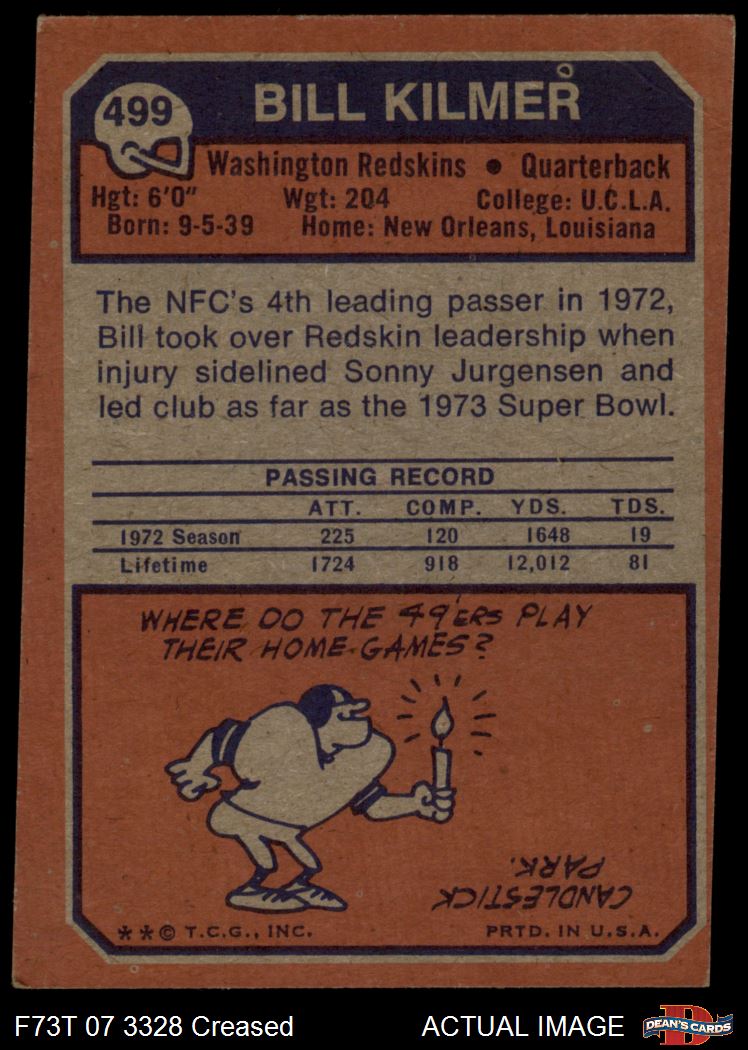 499
BILL KILMER
Washington Redskins • Quarterback
Hgt: 6'0" Wgt: 204 College: U.C.L.A.
Born: 9-5-39 Home: New Orleans, Louisiana
The NFC's 4th leading passer in 1972,
Bill took over Redskin leadership when
injury sidelined Sonny Jurgensen and
led club as far as the 1973 Super Bowl.
PASSING RECORD
ATT. COMP. YDS. TDS.
1972 Season 225 120 1648 19
Lifetime 1724 918 12,012 81
WHERE DO THE 49'ERS PLAY
THEIR HOME GAMES?
CANDLESTICK
PARK.
**© T.C.G., INC. PRTD. IN U.S.A.
F73T 07 3328 Creased ACTUAL IMAGE
D
DEAN'S CARDS